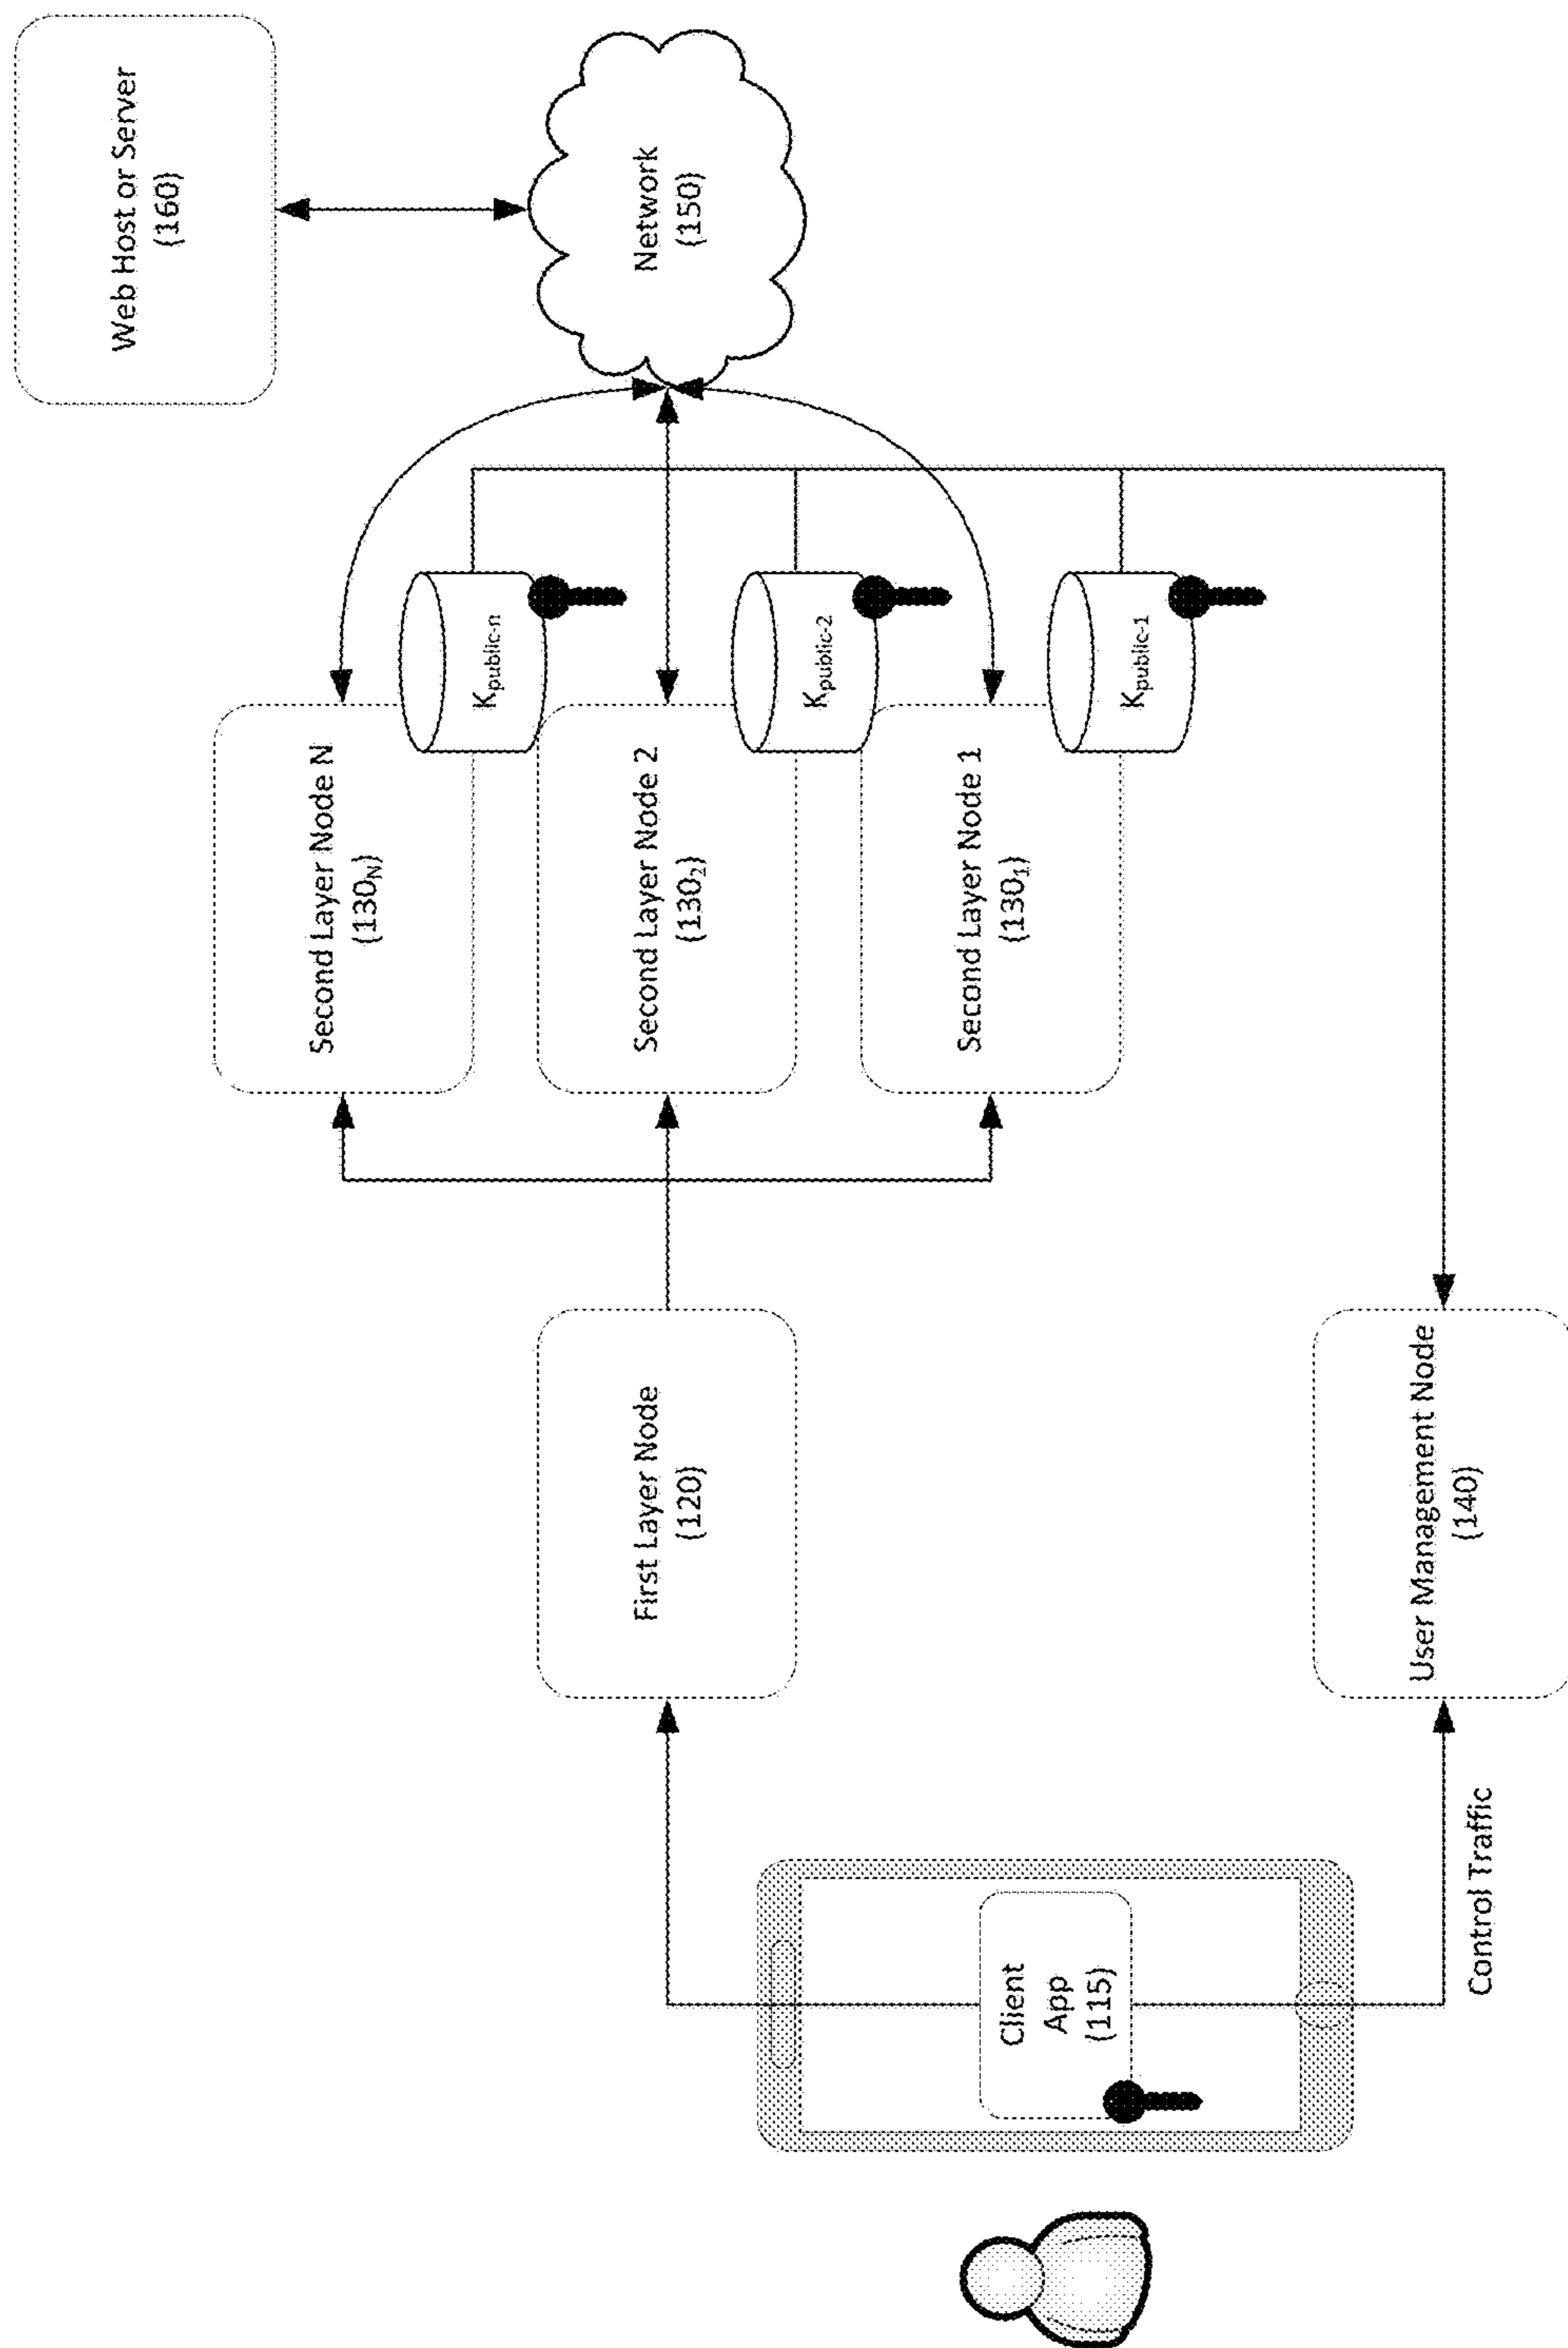 Web Host or Server
(160)
Second Layer Node N
(130N)
Kpublic-n
First Layer Node
(120)
Second Layer Node 2
(1302)
Network
(150)
Kpublic-2
Second Layer Node 1
(1301)
Client
App
(115)
Kpublic-1
User Management Node
(140)
Control Traffic